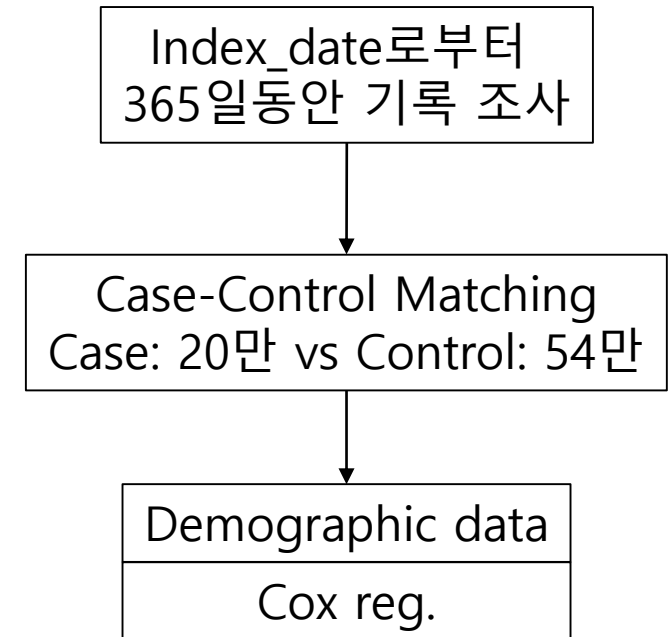 Index_date로부터
365일동안 기록 조사
Case-Control Matching
Case: 20만 vs Control: 54만
Demographic data
Cox reg.